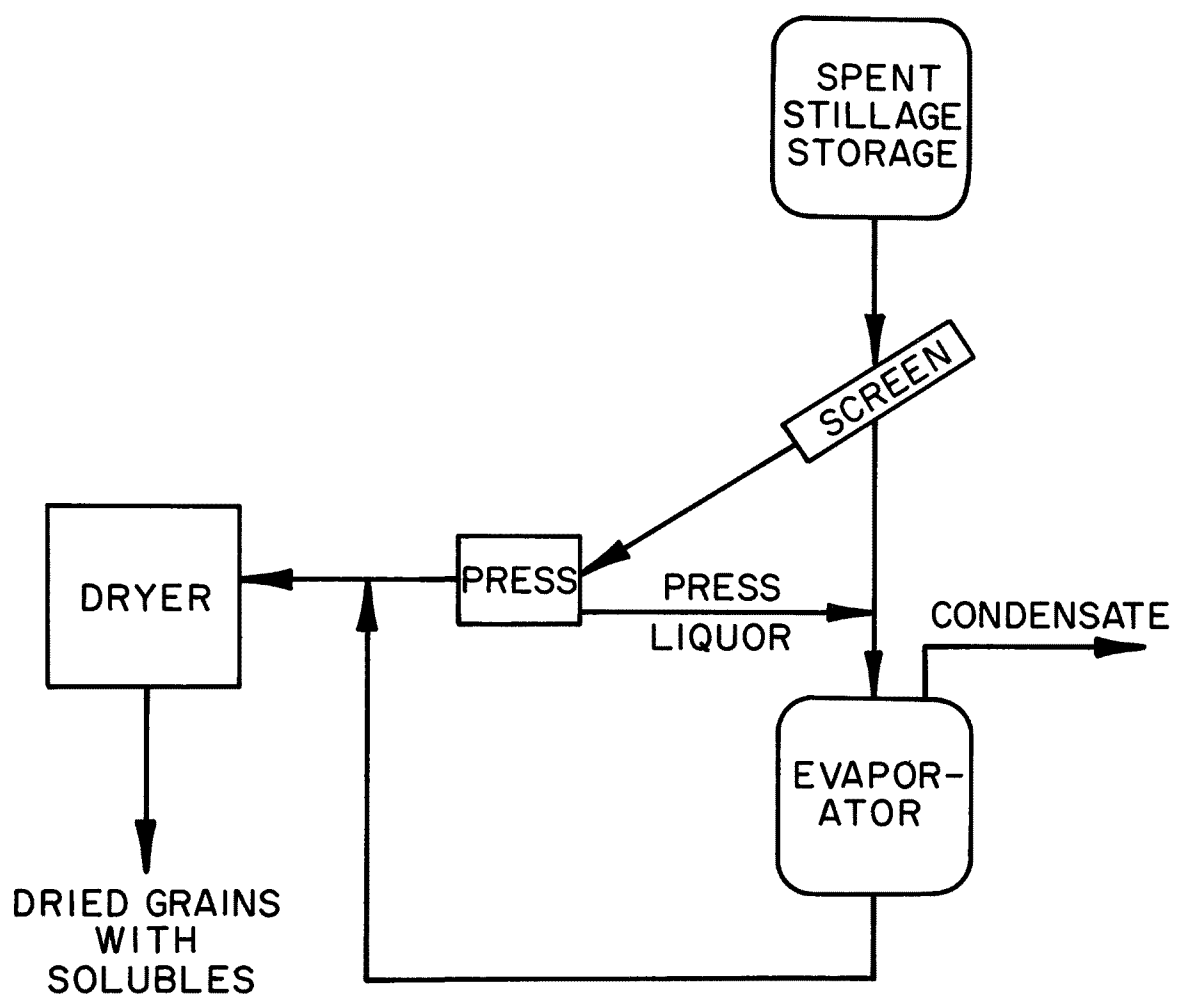 SPENT
STILLAGE
STORAGE
SCREEN
PRESS
PRESS
LIQUOR
DRYER
CONDENSATE
EVAPOR-
ATOR
DRIED GRAINS
WITH
SOLUBLES